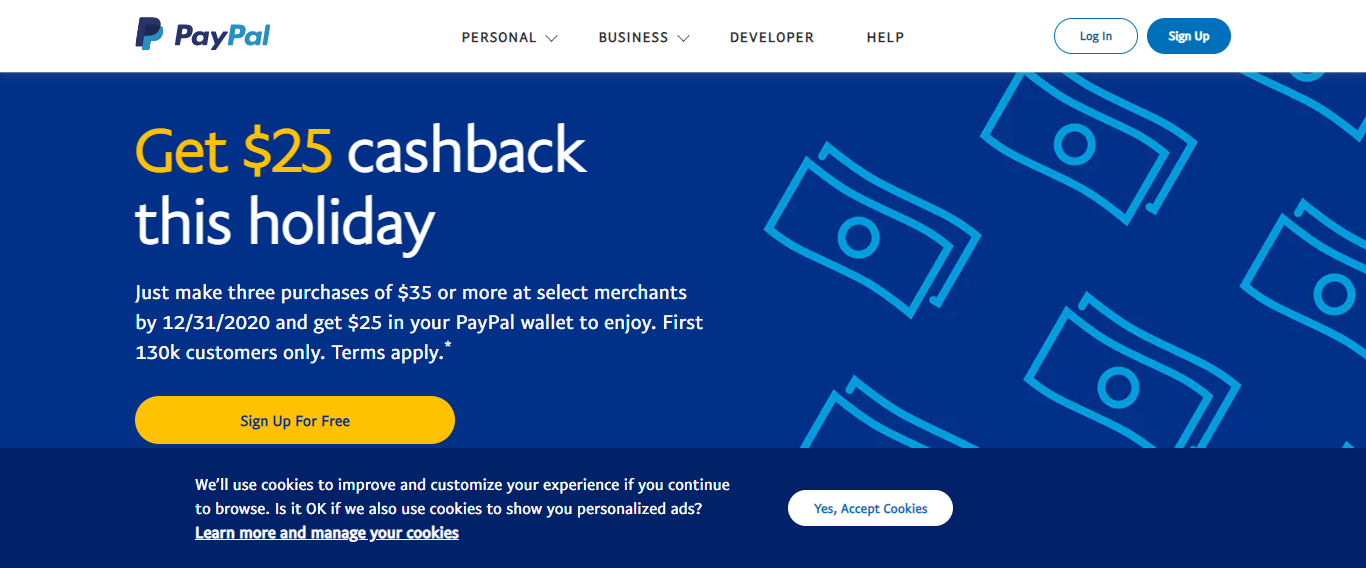 PayPal
PERSONAL
BUSINESS
DEVELOPER
HELP
Log In
Sign Up
Get $25 cashback
this holiday
Just make three purchases of $35 or more at select merchants
by 12/31/2020 and get $25 in your PayPal wallet to enjoy. First
130k customers only. Terms apply.*
Sign Up For Free
We’ll use cookies to improve and customize your experience if you continue
to browse. Is it OK if we also use cookies to show you personalized ads?
Learn more and manage your cookies
Yes, Accept Cookies